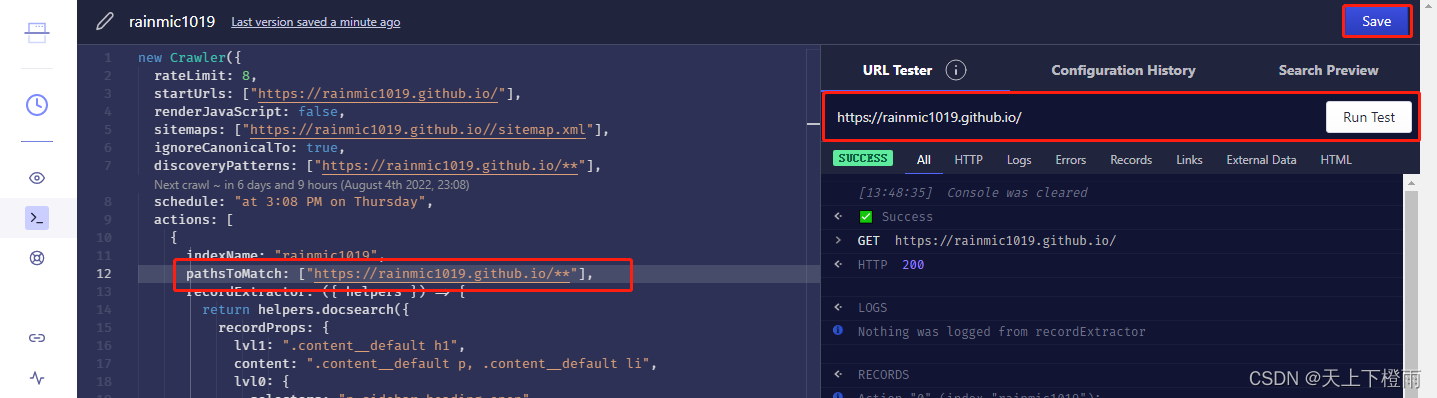 rainmic1019 Last version saved a minute ago Save
1 new Crawler({
2 rateLimit: 8,
3 startUrls: ["https://rainmic1019.github.io/"],
4 renderJavaScript: false,
5 sitemaps: ["https://rainmic1019.github.io//sitemap.xml"],
6 ignoreCanonicalTo: true,
7 discoveryPatterns: ["https://rainmic1019.github.io/**"],
Next crawl ~ in 6 days and 9 hours (August 4th 2022, 23:08)
8 schedule: "at 3:08 PM on Thursday",
9 actions: [
10 {
11 indexName: "rainmic1019",
12 pathsToMatch: ["https://rainmic1019.github.io/**"],
13 recordExtractor: ({ helpers }) => {
14 return helpers.docsearch({
15 recordProps: {
16 lvl1: ".content__default h1",
17 content: ".content__default p, .content__default li",
18 lvl0: {
URL Tester i Configuration History Search Preview
https://rainmic1019.github.io/ Run Test
SUCCESS All HTTP Logs Errors Records Links External Data HTML
[13:48:35] Console was cleared
Success
GET https://rainmic1019.github.io/
HTTP 200
LOGS
Nothing was logged from recordExtractor
RECORDS
Action "0" (index "rainmic1019"):
CSDN @天上下橙雨